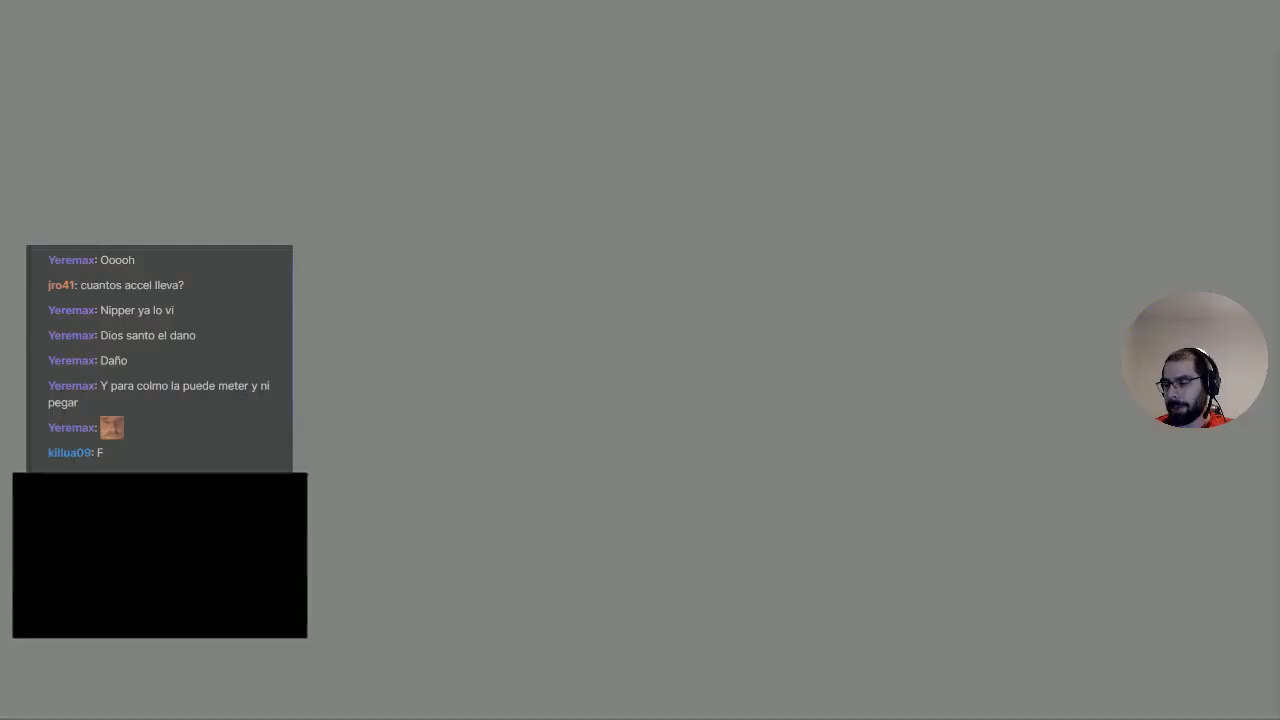 Yeremax: Ooooh
jro41: cuantos accel lleva?
Yeremax: Nipper ya lo vi
Yeremax: Dios santo el dano
Yeremax: Daño
Yeremax: Y para colmo la puede meter y ni
pegar
Yeremax:
killua09: F